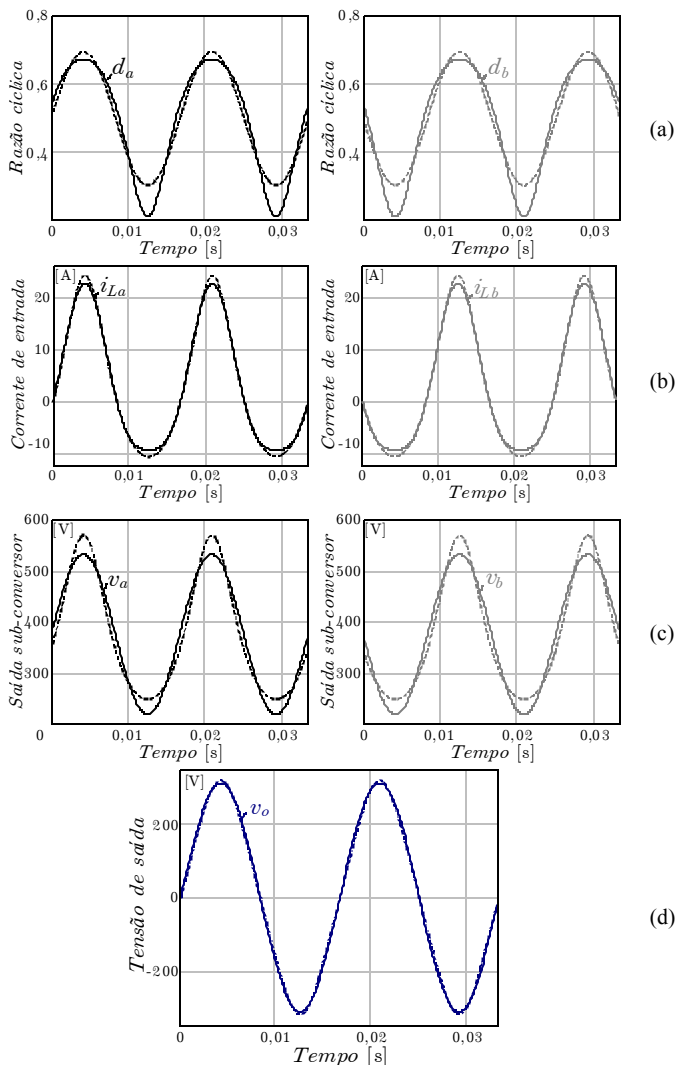 Razão cíclica
0.8
0.6
0.4
d_a
0
0,01
0,02
0,03
Tempo [s]
Razão cíclica
0.8
0.6
0.4
d_b
0
0,01
0,02
0,03
Tempo [s]
(a)
Corrente de entrada
[A]
20
10
0
-10
i_{La}
0
0,01
0,02
0,03
Tempo [s]
Corrente de entrada
[A]
20
10
0
-10
i_{Lb}
0
0,01
0,02
0,03
Tempo [s]
(b)
Saída sub-conversor
[V]
600
500
400
300
v_a
0
0,01
0,02
0,03
Tempo [s]
Saída sub-conversor
[V]
600
500
400
300
v_b
0
0,01
0,02
0,03
Tempo [s]
(c)
Tensão de saída
[V]
200
0
-200
v_o
0
0,01
0,02
0,03
Tempo [s]
(d)